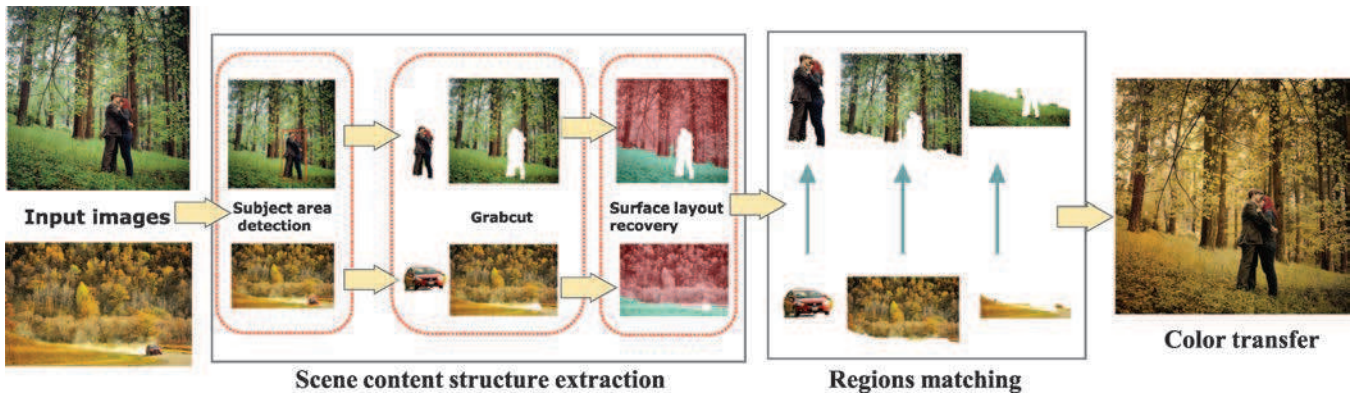 Input images
Subject area
detection
Grabcut
Surface layout
recovery
Color transfer
Scene content structure extraction
Regions matching